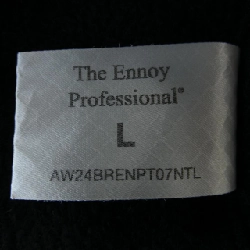 The Ennoy
Professional®
L
AW24BRENPT07NTL